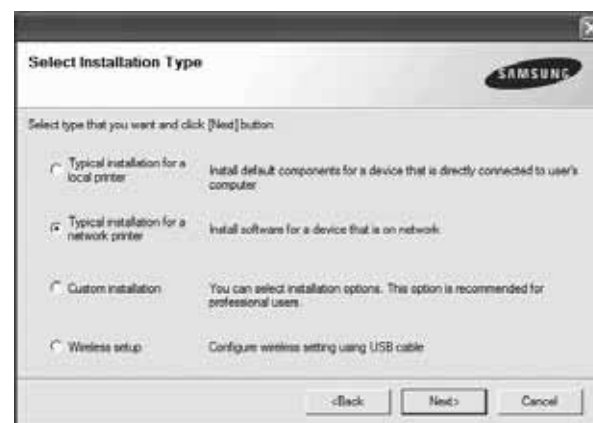 Select Installation Type
SAMSUNG
Select type that you want and click [Next] button
Typical installation for a
local printer
Install default components for a device that is directly connected to user's
computer
Typical installation for a
network printer
Install software for a device that is on network
Custom installation
You can select installation options. This option is recommended for
professional users.
Wireless setup
Configure wireless setting using USB cable
<Back
Next>
Cancel